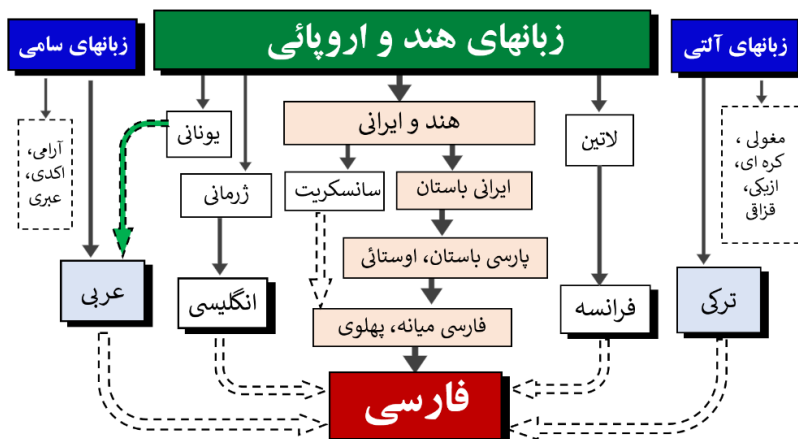 زبانهای هند و اروپائی
زبانهای سامی
زبانهای آلتی
هند و ایرانی
یونانی
لاتین
آرامی،
اکدی،
عبری
مغولی ،
کره ای،
ازبکی،
قزاقی
ژرمانی
سانسکریت
ایرانی باستان
پارسی باستان، اوستائی
عربی
انگلیسی
فارسی میانه، پهلوی
فرانسه
ترکی
فارسی